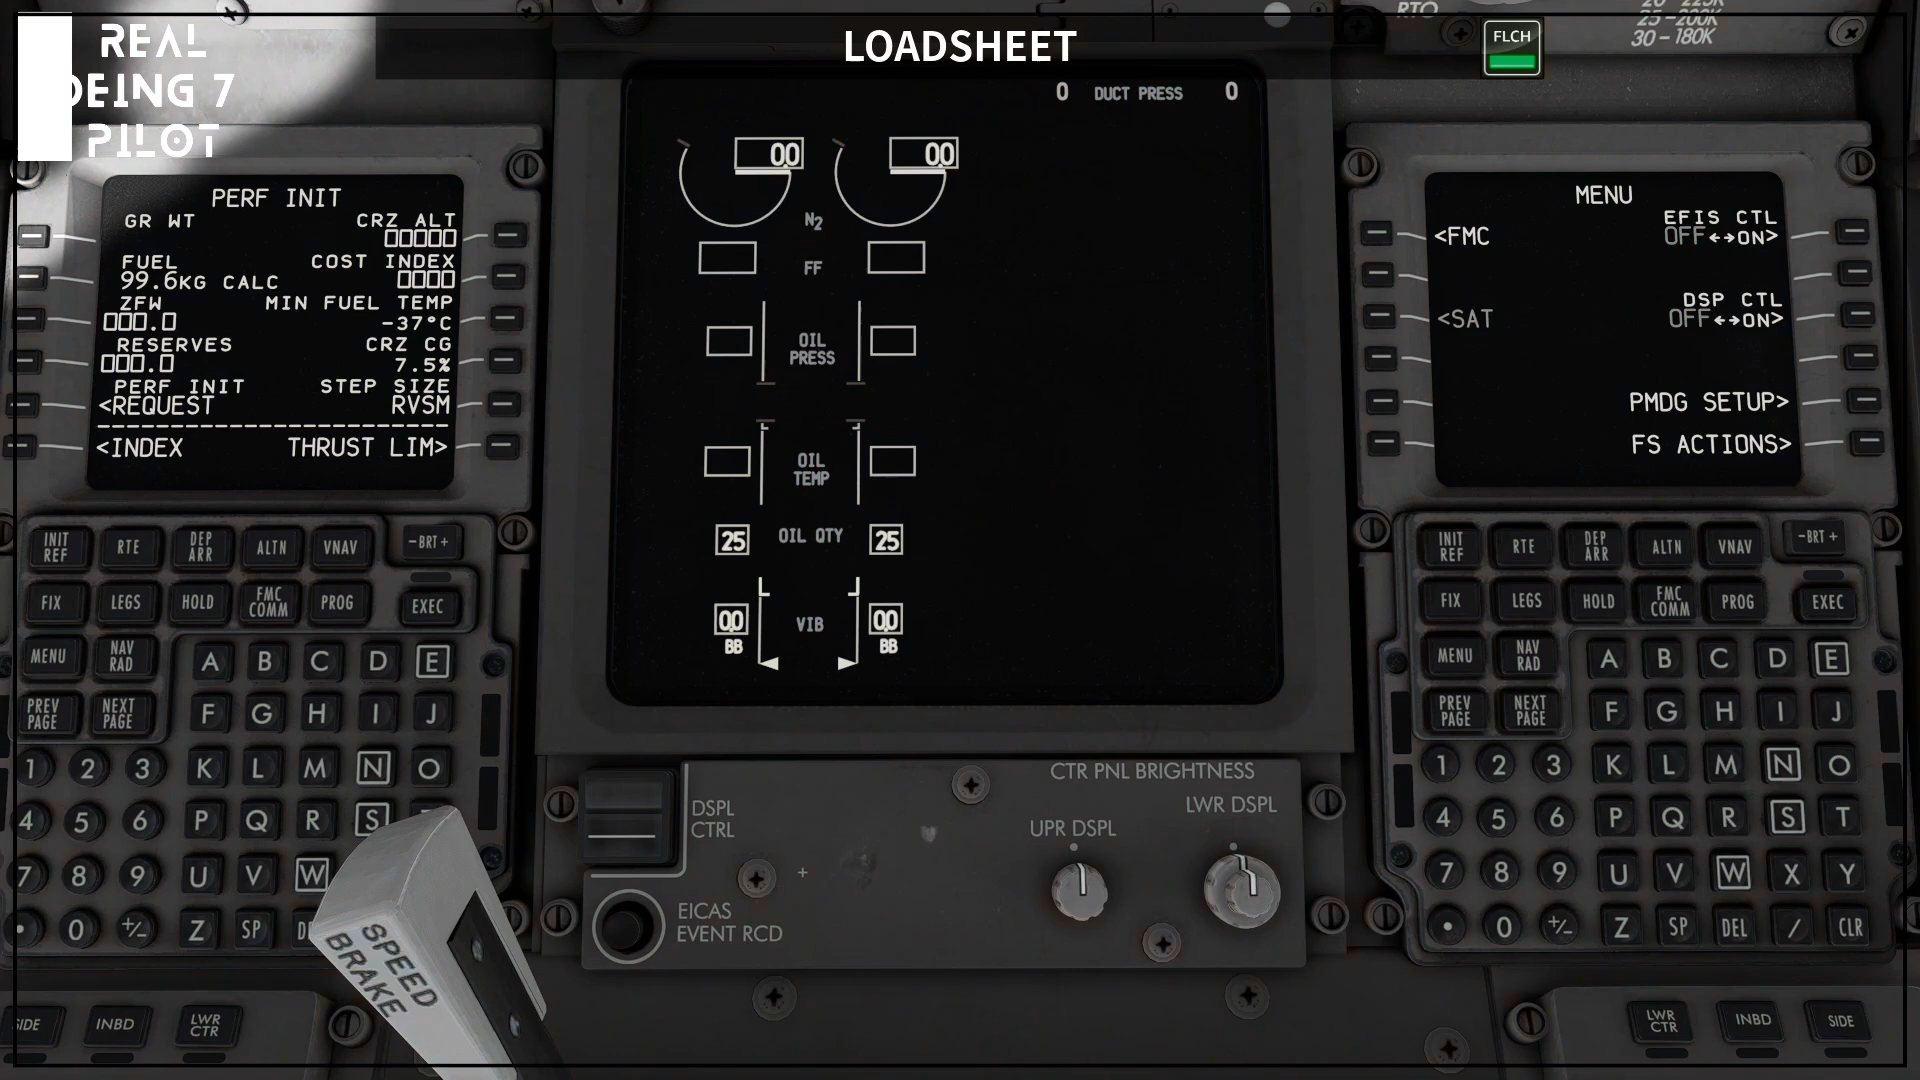 LOADSHEET
REAL
OEING 7
PILOT
RTO
25-200K
30-180K
FLCH
0 DUCT PRESS 0
PERF INIT
GR WT CRZ ALT
□□□□□
FUEL COST INDEX
99.6KG CALC □□□□
ZFW MIN FUEL TEMP
□□□.□ -37°C
RESERVES CRZ CG
□□□.□ 7.5%
PERF INIT STEP SIZE
<REQUEST RVSM
<INDEX THRUST LIM>
00 00
N2
FF
OIL
PRESS
OIL
TEMP
25 OIL QTY 25
00 VIB 00
BB BB
MENU
EFIS CTL
<FMC OFF↔ON>
DSP CTL
<SAT OFF↔ON>
PMDG SETUP>
FS ACTIONS>
INIT REF RTE DEP ARR ALTN VNAV -BRT+
FIX LEGS HOLD FMC COMM PROG EXEC
MENU NAV RAD A B C D E
PREV PAGE NEXT PAGE F G H I J
1 2 3 K L M N O
4 5 6 P Q R S
7 8 9 U V W
• 0 +/- Z SP
SPEED
BRAKE
SIDE INBD LWR CTR
DSPL
CTRL
EICAS
EVENT RCD
CTR PNL BRIGHTNESS
UPR DSPL LWR DSPL
INIT REF RTE DEP ARR ALTN VNAV -BRT+
FIX LEGS HOLD FMC COMM PROG EXEC
MENU NAV RAD A B C D E
PREV PAGE NEXT PAGE F G H I J
1 2 3 K L M N O
4 5 6 P Q R S T
7 8 9 U V W X Y
• 0 +/- Z SP DEL / CLR
LWR CTR INBD SIDE